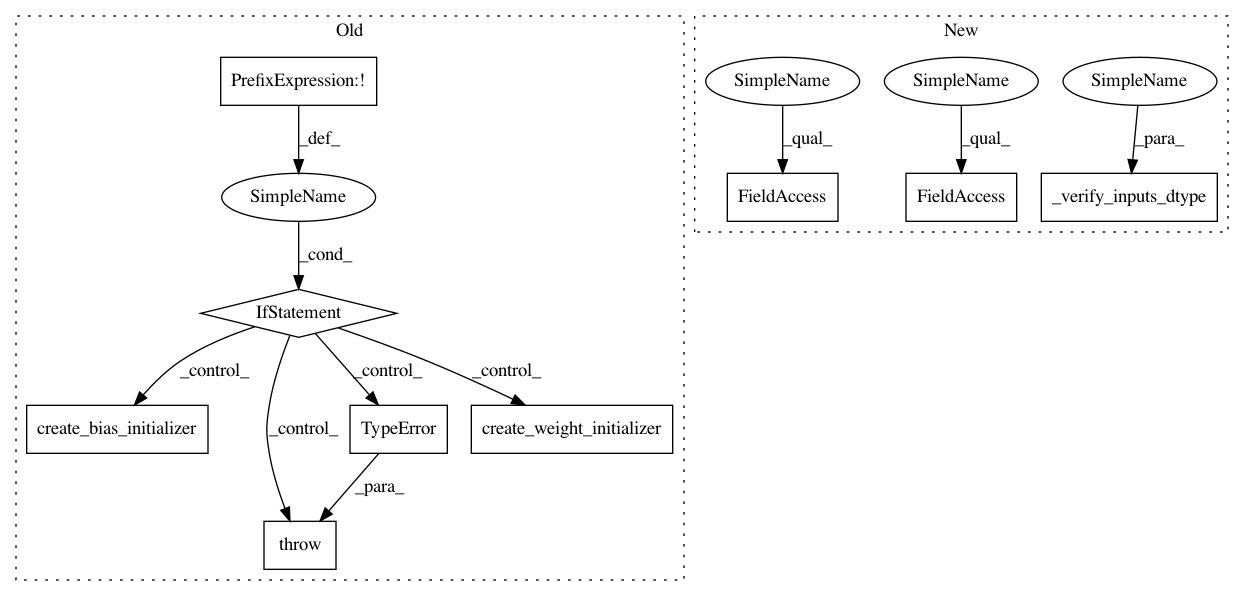 Old
New
PrefixExpression:!
SimpleName
SimpleName
SimpleName
_def_
_qual_
_qual_
_para_
SimpleName
FieldAccess
FieldAccess
_verify_inputs_dtype
_cond_
IfStatement
_control_
_control_
_control_
_control_
create_bias_initializer
TypeError
create_weight_initializer
_para_
throw